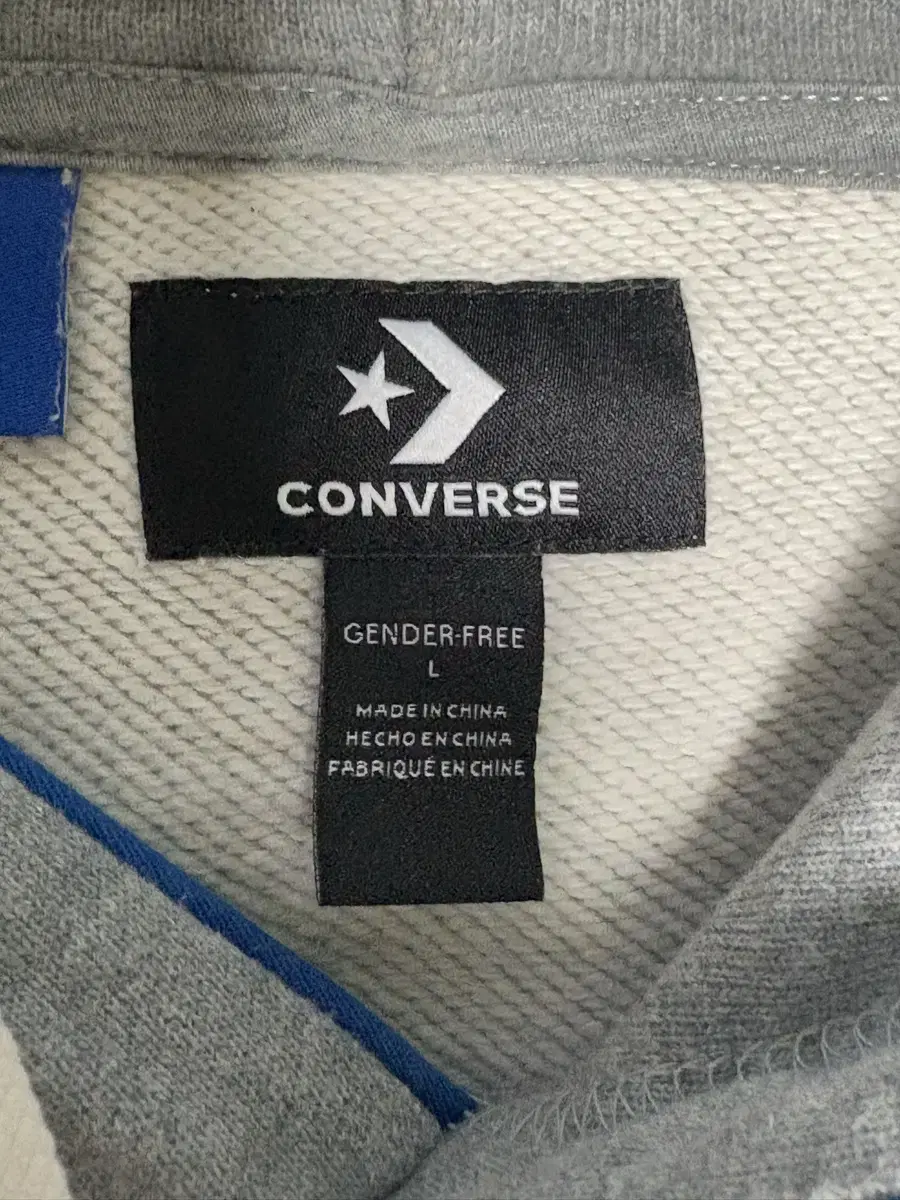 CONVERSE
GENDER-FREE
L
MADE IN CHINA
HECHO EN CHINA
FABRIQUÉ EN CHINE